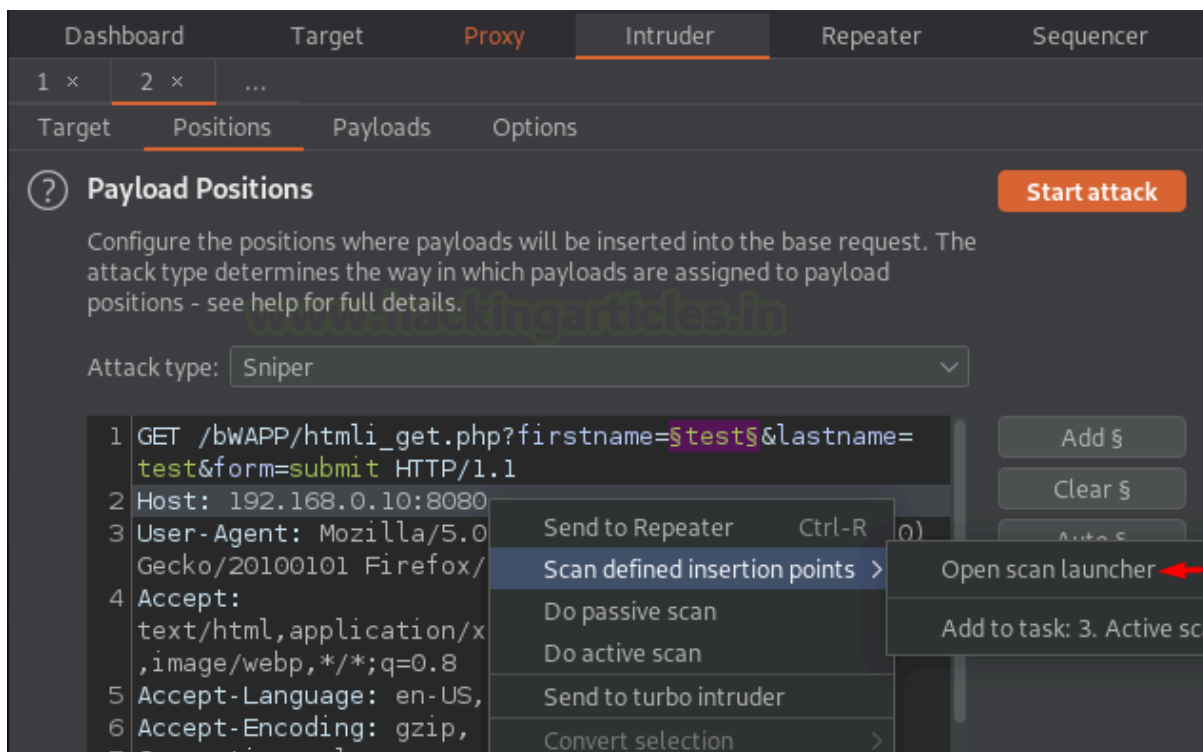 Dashboard Target Proxy Intruder Repeater Sequencer
1 × 2 × ...
Target Positions Payloads Options
? Payload Positions
Start attack
Configure the positions where payloads will be inserted into the base request. The
attack type determines the way in which payloads are assigned to payload
positions - see help for full details.
www.hackingarticles.in
Attack type: Sniper
1 GET /bWAPP/htmli_get.php?firstname=§test§&lastname=
test&form=submit HTTP/1.1
2 Host: 192.168.0.10:8080
3 User-Agent: Mozilla/5.0 0)
Gecko/20100101 Firefox/
4 Accept:
text/html,application/x
,image/webp,*/*;q=0.8
5 Accept-Language: en-US,
6 Accept-Encoding: gzip,
Add §
Clear §
Auto §
Send to Repeater Ctrl-R
Scan defined insertion points >
Do passive scan
Do active scan
Send to turbo intruder
Convert selection >
Open scan launcher
Add to task: 3. Active sc